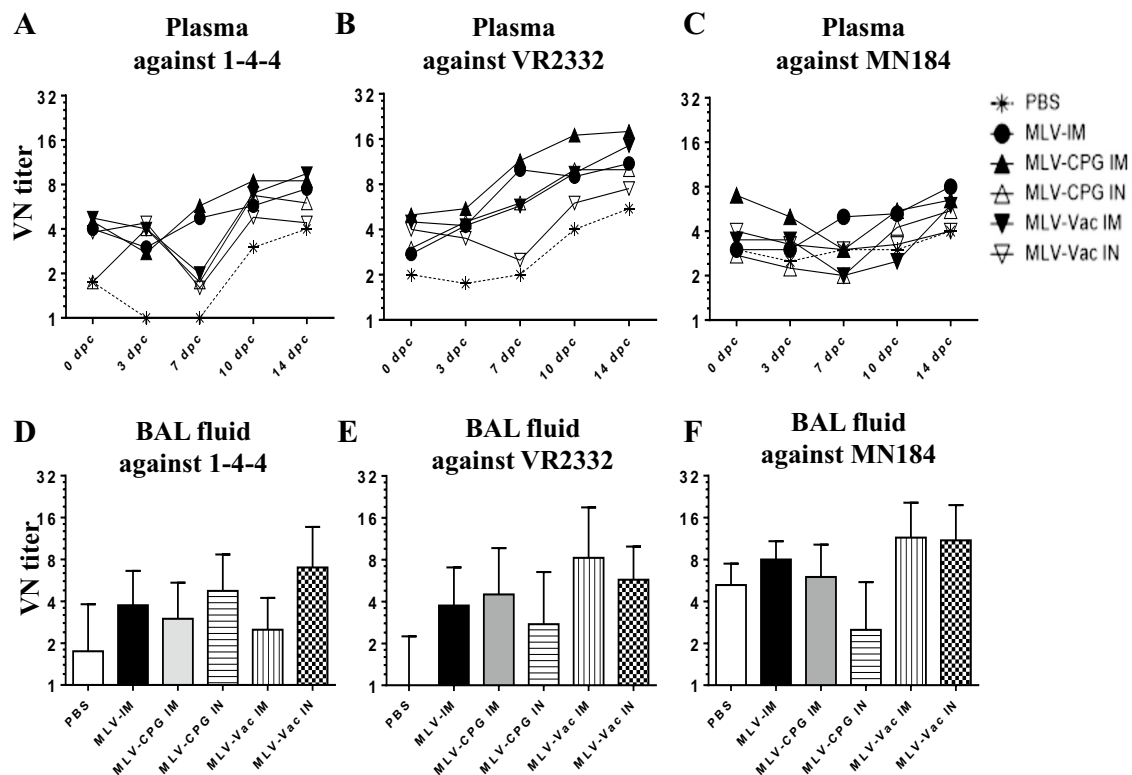 A
Plasma
against 1-4-4
VN titer
32
16
8
4
2
1
0 dpc
3 dpc
7 dpc
10 dpc
14 dpc
B
Plasma
against VR2332
32
16
8
4
2
1
0 dpc
3 dpc
7 dpc
10 dpc
14 dpc
C
Plasma
against MN184
32
16
8
4
2
1
0 dpc
3 dpc
7 dpc
10 dpc
14 dpc
PBS
MLV-IM
MLV-CPG IM
MLV-CPG IN
MLV-Vac IM
MLV-Vac IN
D
BAL fluid
against 1-4-4
VN titer
32
16
8
4
2
1
PBS
MLV-IM
MLV-CPG IM
MLV-CPG IN
MLV-Vac IM
MLV-Vac IN
E
BAL fluid
against VR2332
32
16
8
4
2
1
PBS
MLV-IM
MLV-CPG IM
MLV-CPG IN
MLV-Vac IM
MLV-Vac IN
F
BAL fluid
against MN184
32
16
8
4
2
1
PBS
MLV-IM
MLV-CPG IM
MLV-CPG IN
MLV-Vac IM
MLV-Vac IN